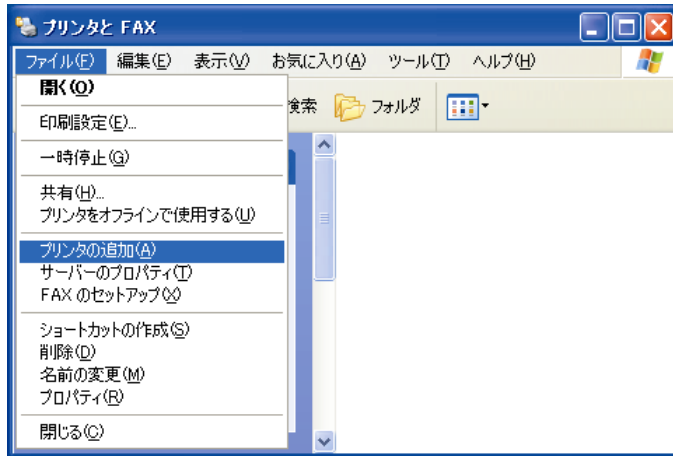 プリンタと FAX
ファイル(F) 編集(E) 表示(V) お気に入り(A) ツール(T) ヘルプ(H)
開く(O)
検索 フォルダ
印刷設定(E)...
一時停止(G)
共有(H)...
プリンタをオフラインで使用する(U)
プリンタの追加(A)
サーバーのプロパティ(T)
FAX のセットアップ(X)
ショートカットの作成(S)
削除(D)
名前の変更(M)
プロパティ(R)
閉じる(C)